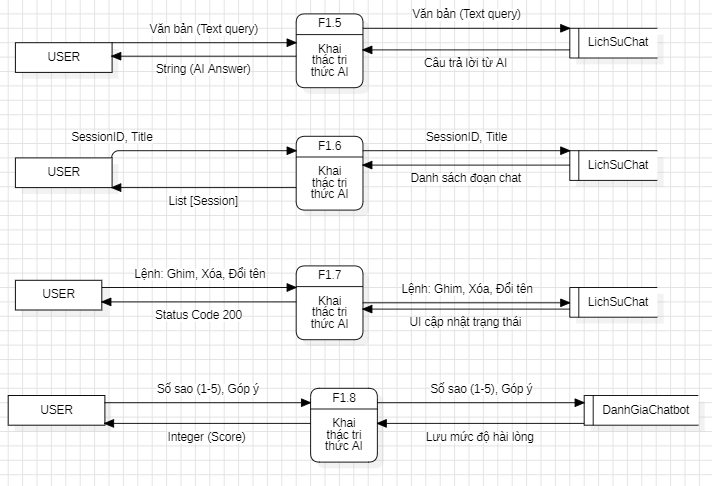 Văn bản (Text query)
USER
String (AI Answer)
F1.5
Khai
thác tri
thức AI
Văn bản (Text query)
Câu trả lời từ AI
LichSuChat
SessionID, Title
USER
List [Session]
F1.6
Khai
thác tri
thức AI
SessionID, Title
Danh sách đoạn chat
LichSuChat
Lệnh: Ghim, Xóa, Đổi tên
USER
Status Code 200
F1.7
Khai
thác tri
thức AI
Lệnh: Ghim, Xóa, Đổi tên
UI cập nhật trạng thái
LichSuChat
Số sao (1-5), Góp ý
USER
Integer (Score)
F1.8
Khai
thác tri
thức AI
Số sao (1-5), Góp ý
Lưu mức độ hài lòng
DanhGiaChatbot